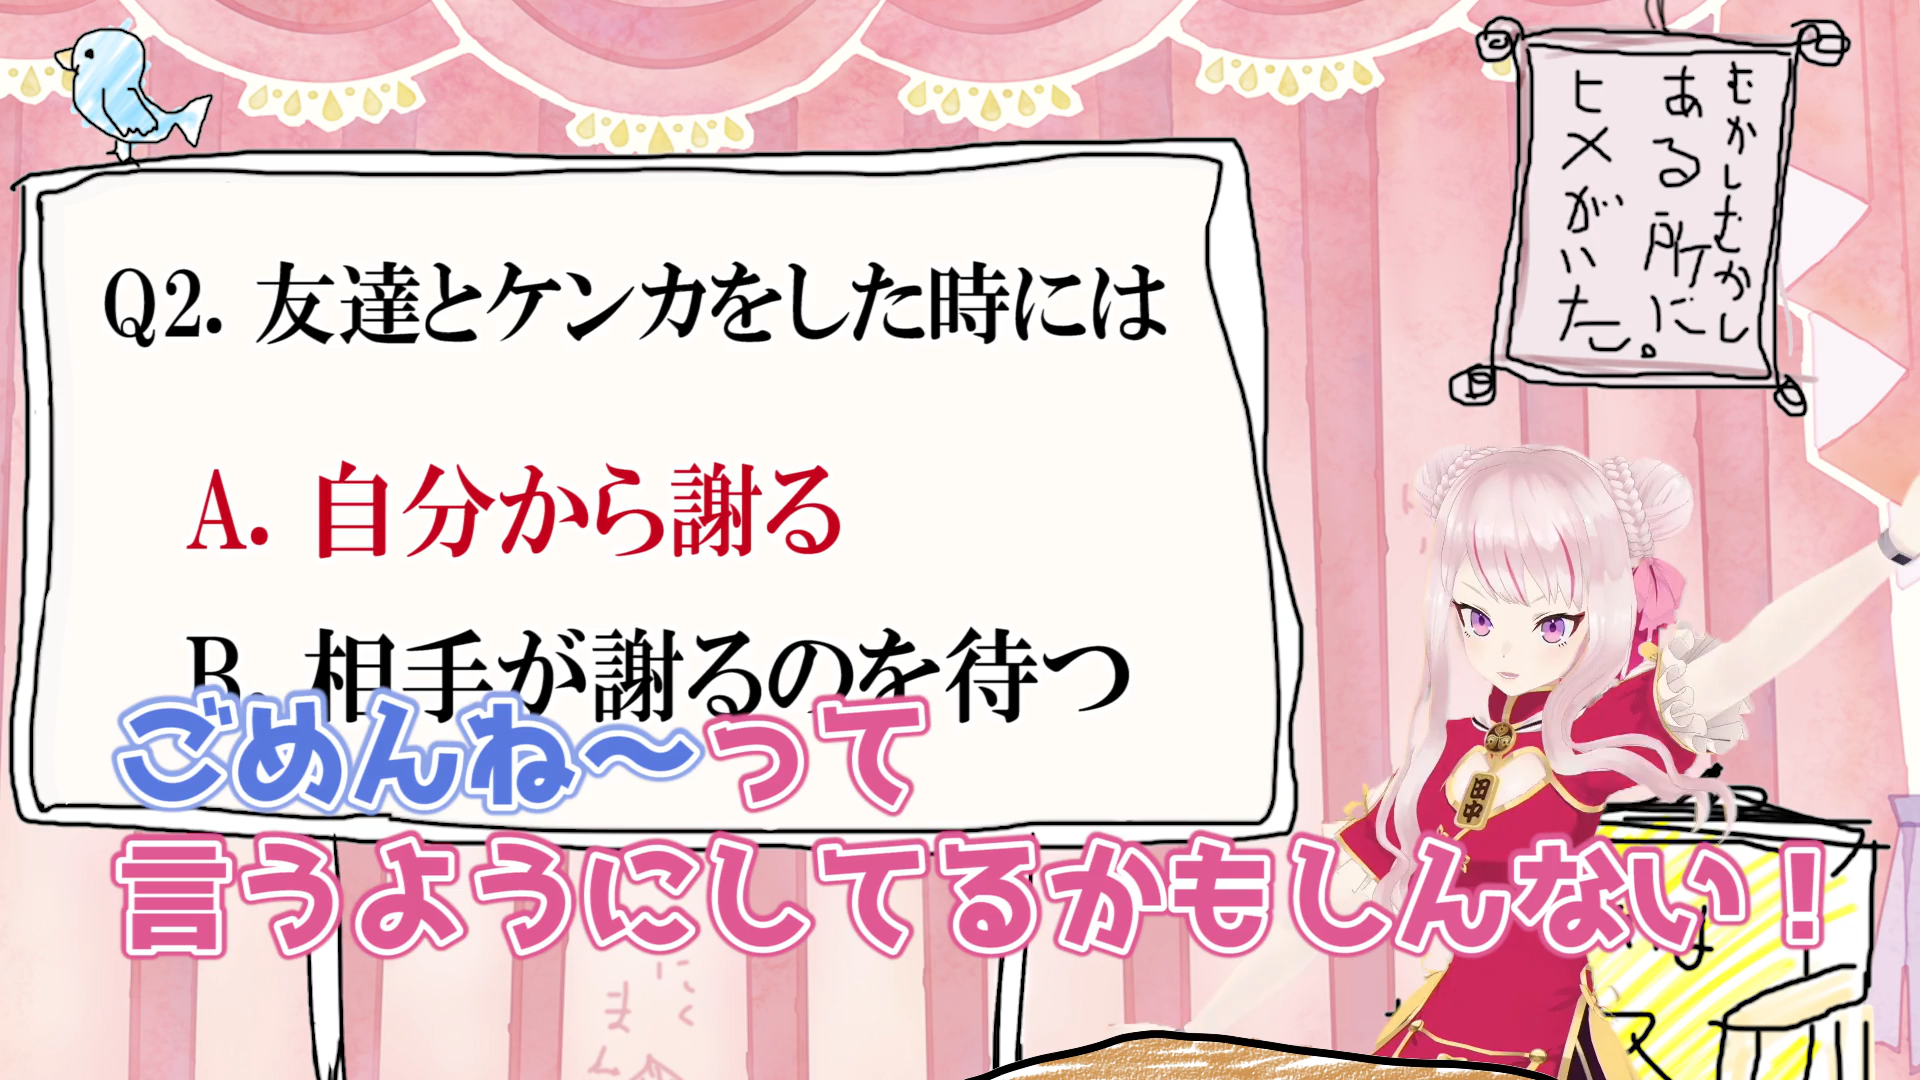 Q2. 友達とケンカをした時には
A. 自分から謝る
B. 相手が謝るのを待つ
ごめんね～って
言うようにしてるかもしんない！
むかしむかし
ある所に
ヒメがいた。
田中